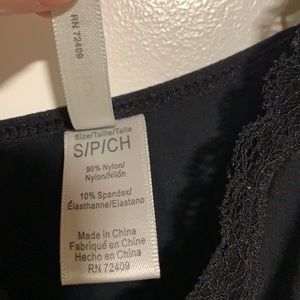 RN 72409
Size/Taille/Talla
S/P/CH
90% Nylon/
Nylon/Nilón
10% Spandex/
Élasthanne/Elastano
Made in China
Fabriqué en Chine
Hecho en China
RN 72409